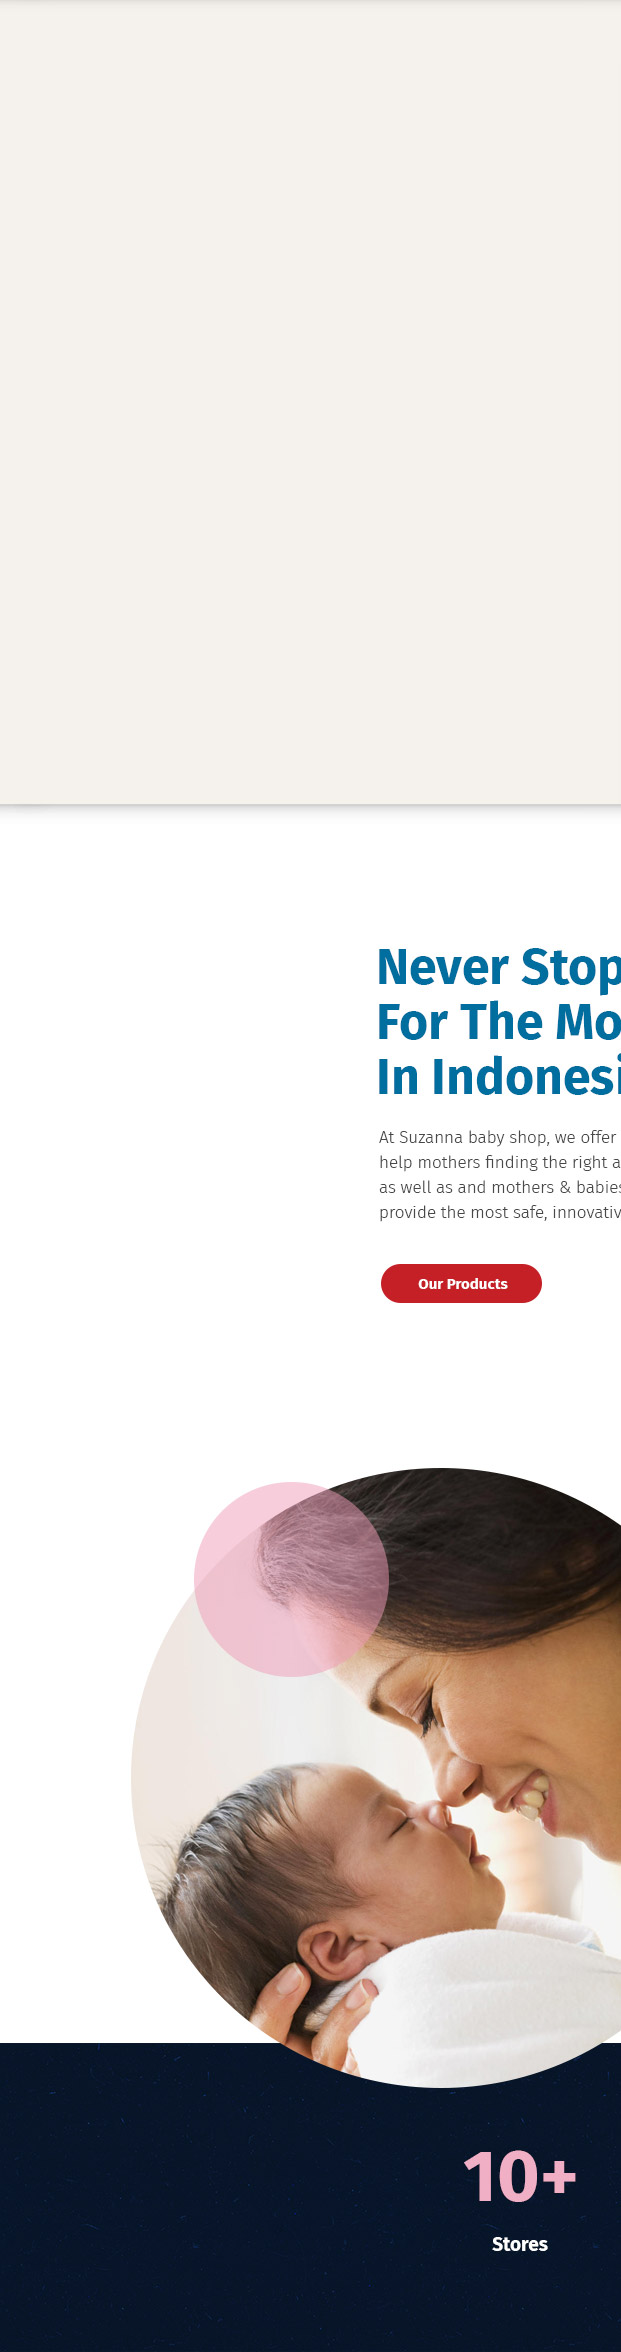 Never Stop
For The Mo
In Indonesi
At Suzanna baby shop, we offer
help mothers finding the right a
as well as and mothers & babies
provide the most safe, innovativ
Our Products
10+
Stores